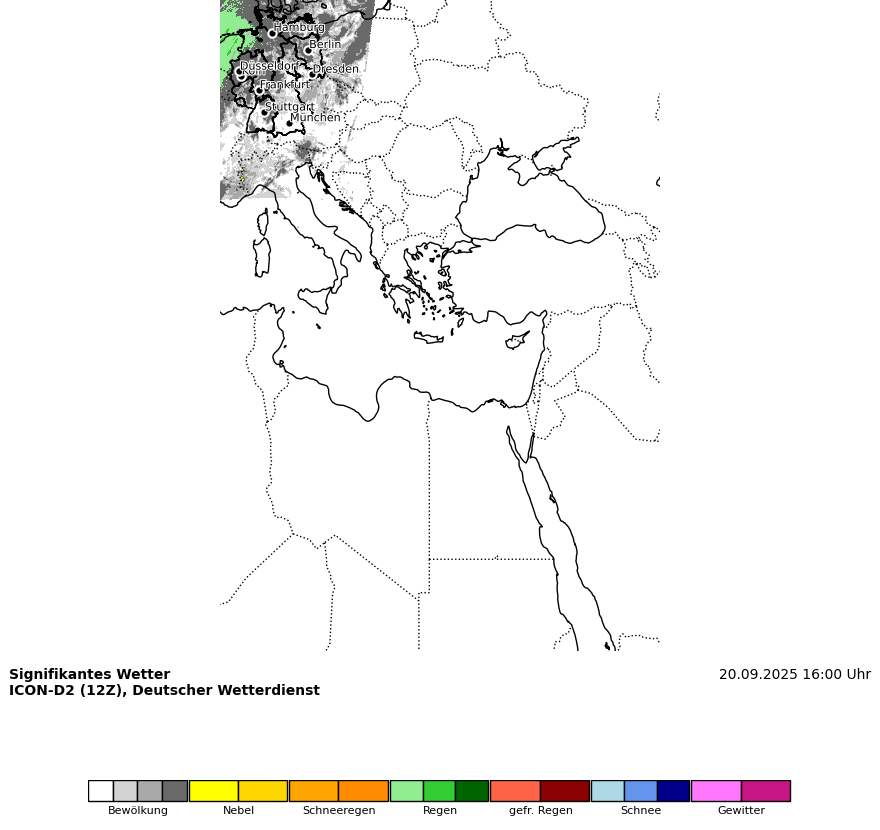 Hamburg
Berlin
Düsseldorf
Köln
Dresden
Frankfurt
Stuttgart
München
Signifikantes Wetter
20.09.2025 16:00 Uhr
ICON-D2 (12Z), Deutscher Wetterdienst
Bewölkung Nebel Schneeregen Regen gefr. Regen Schnee Gewitter